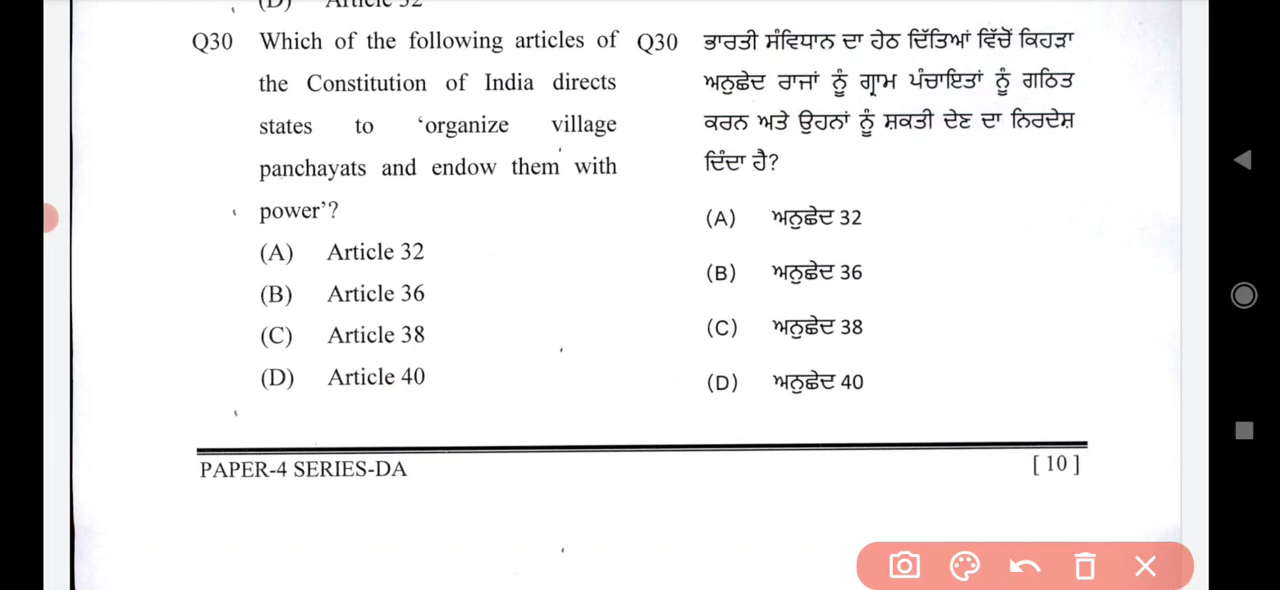 (D) Article 32
Q30 Which of the following articles of
the Constitution of India directs
states to ‘organize village
panchayats and endow them with
power’?
(A) Article 32
(B) Article 36
(C) Article 38
(D) Article 40
Q30 ਭਾਰਤੀ ਸੰਵਿਧਾਨ ਦਾ ਹੇਠ ਦਿੱਤਿਆਂ ਵਿੱਚੋਂ ਕਿਹੜਾ
ਅਨੁਛੇਦ ਰਾਜਾਂ ਨੂੰ ਗ੍ਰਾਮ ਪੰਚਾਇਤਾਂ ਨੂੰ ਗਠਿਤ
ਕਰਨ ਅਤੇ ਉਹਨਾਂ ਨੂੰ ਸ਼ਕਤੀ ਦੇਣ ਦਾ ਨਿਰਦੇਸ਼
ਦਿੰਦਾ ਹੈ?
(A) ਅਨੁਛੇਦ 32
(B) ਅਨੁਛੇਦ 36
(C) ਅਨੁਛੇਦ 38
(D) ਅਨੁਛੇਦ 40
PAPER-4 SERIES-DA
[ 10 ]